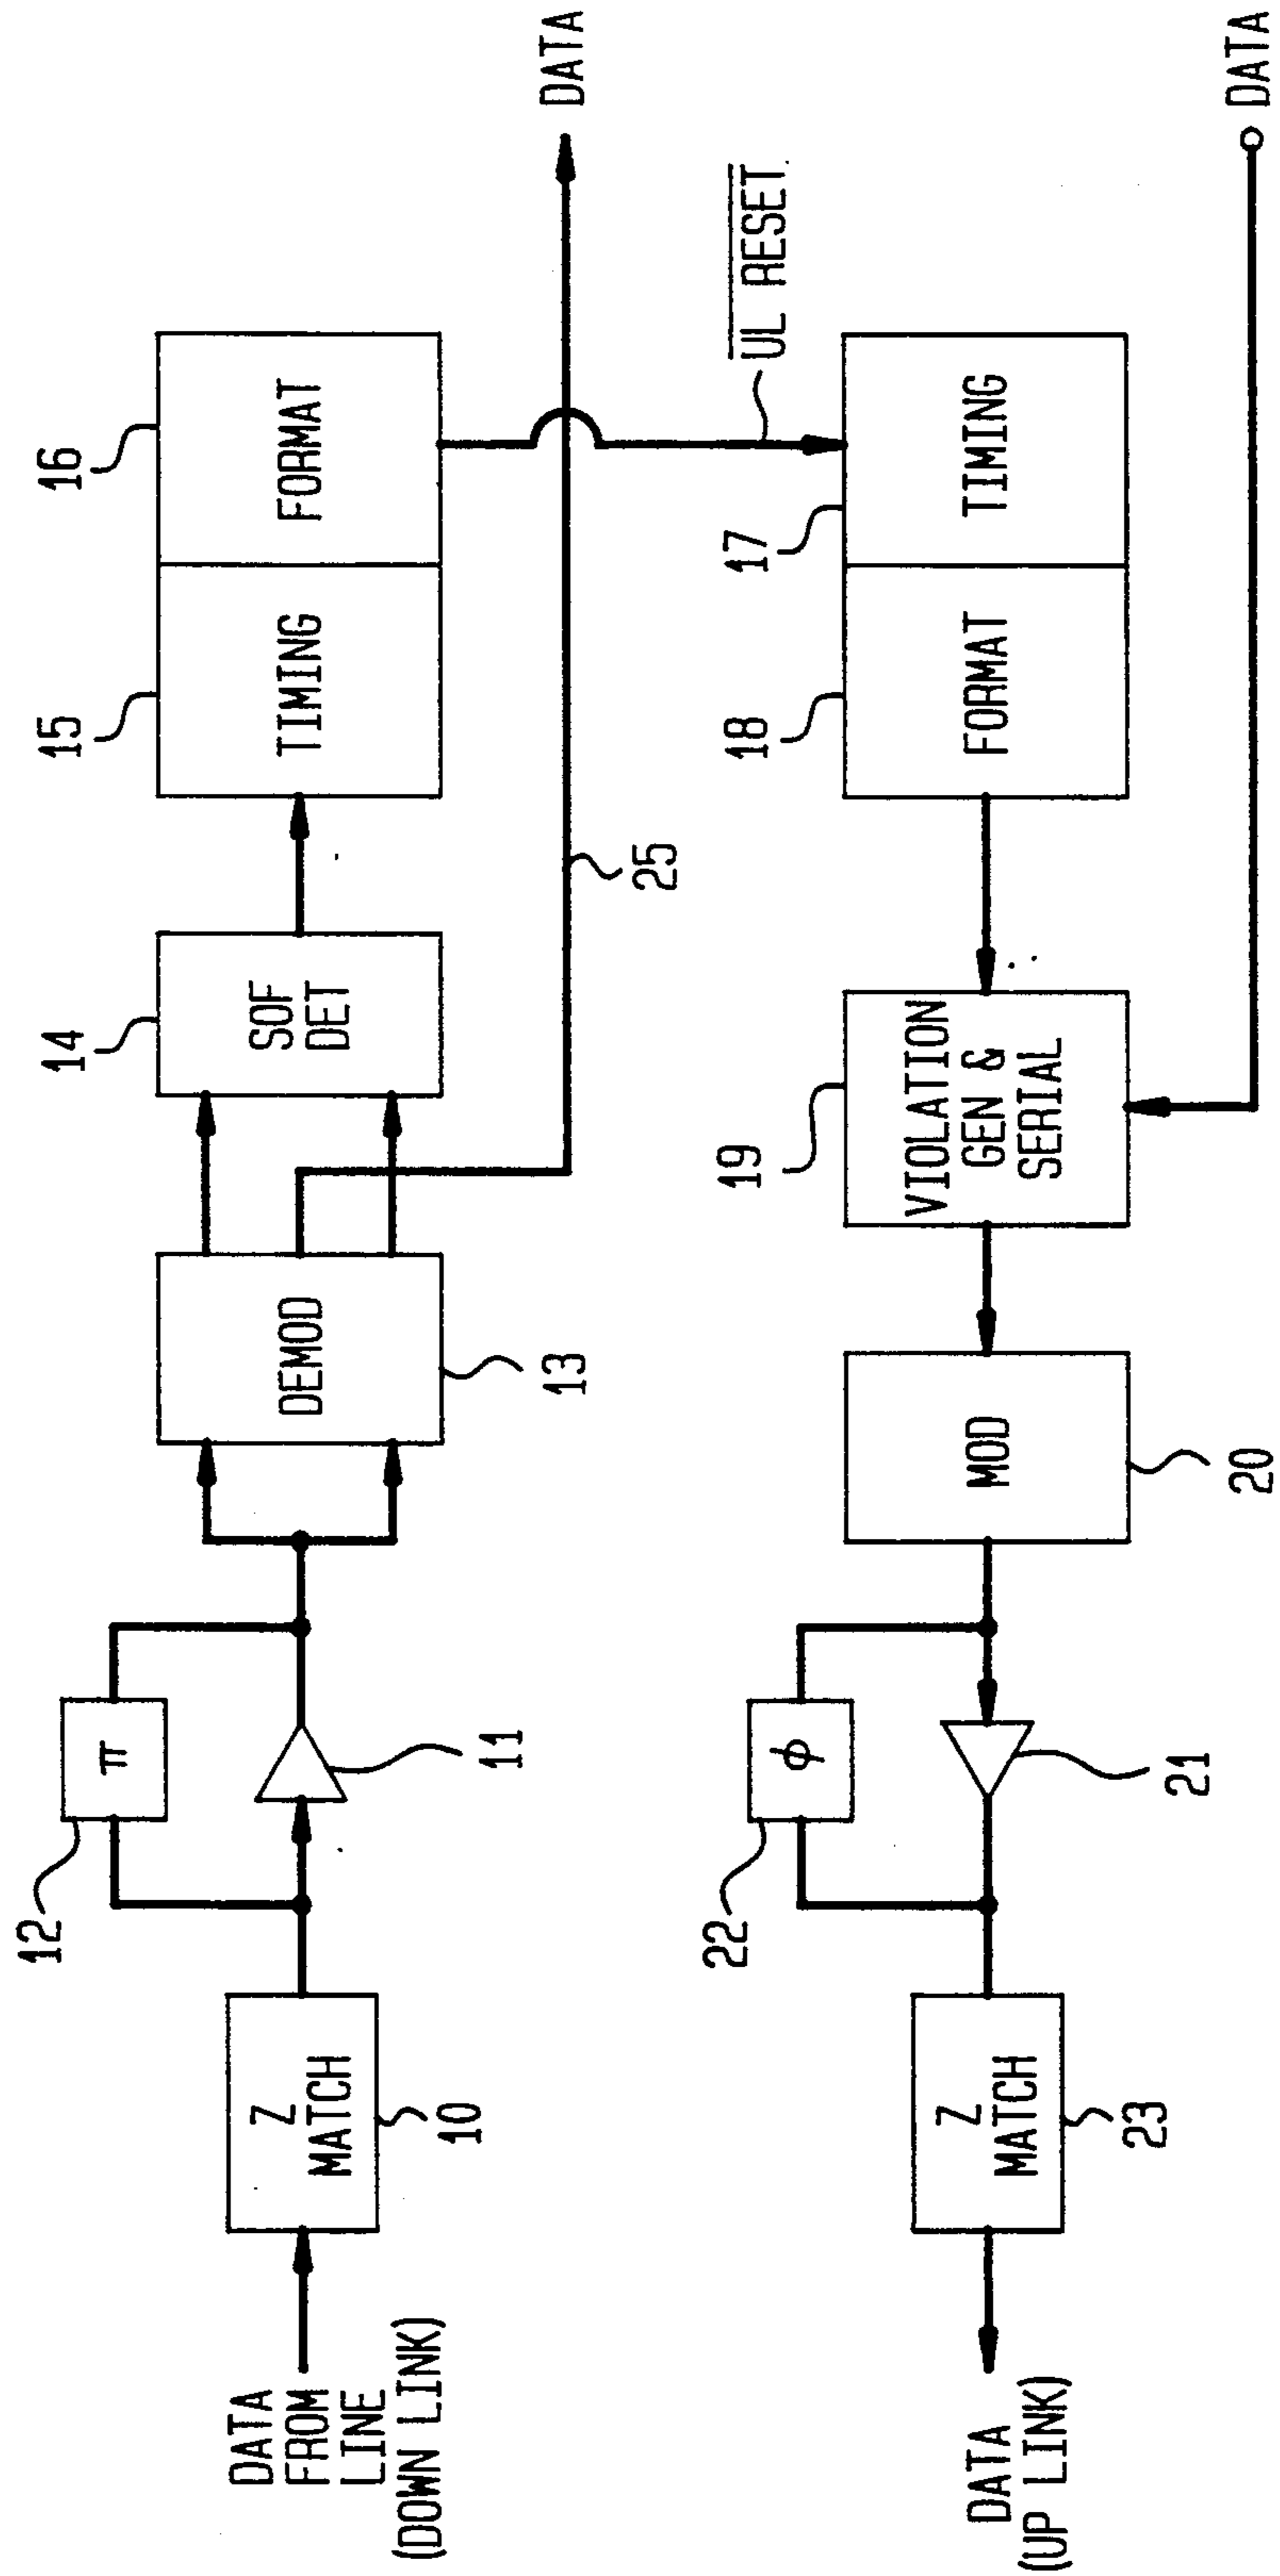 DATA
FROM
LINE
(DOWN LINK)
Z
MATCH
10
12
π
11
DEMOD
13
SOF
DET
14
TIMING
15
FORMAT
16
25
DATA
UL RESET
TIMING
17
FORMAT
18
VIOLATION
GEN &
SERIAL
19
DATA
MOD
20
ϕ
22
21
Z
MATCH
23
DATA
(UP LINK)